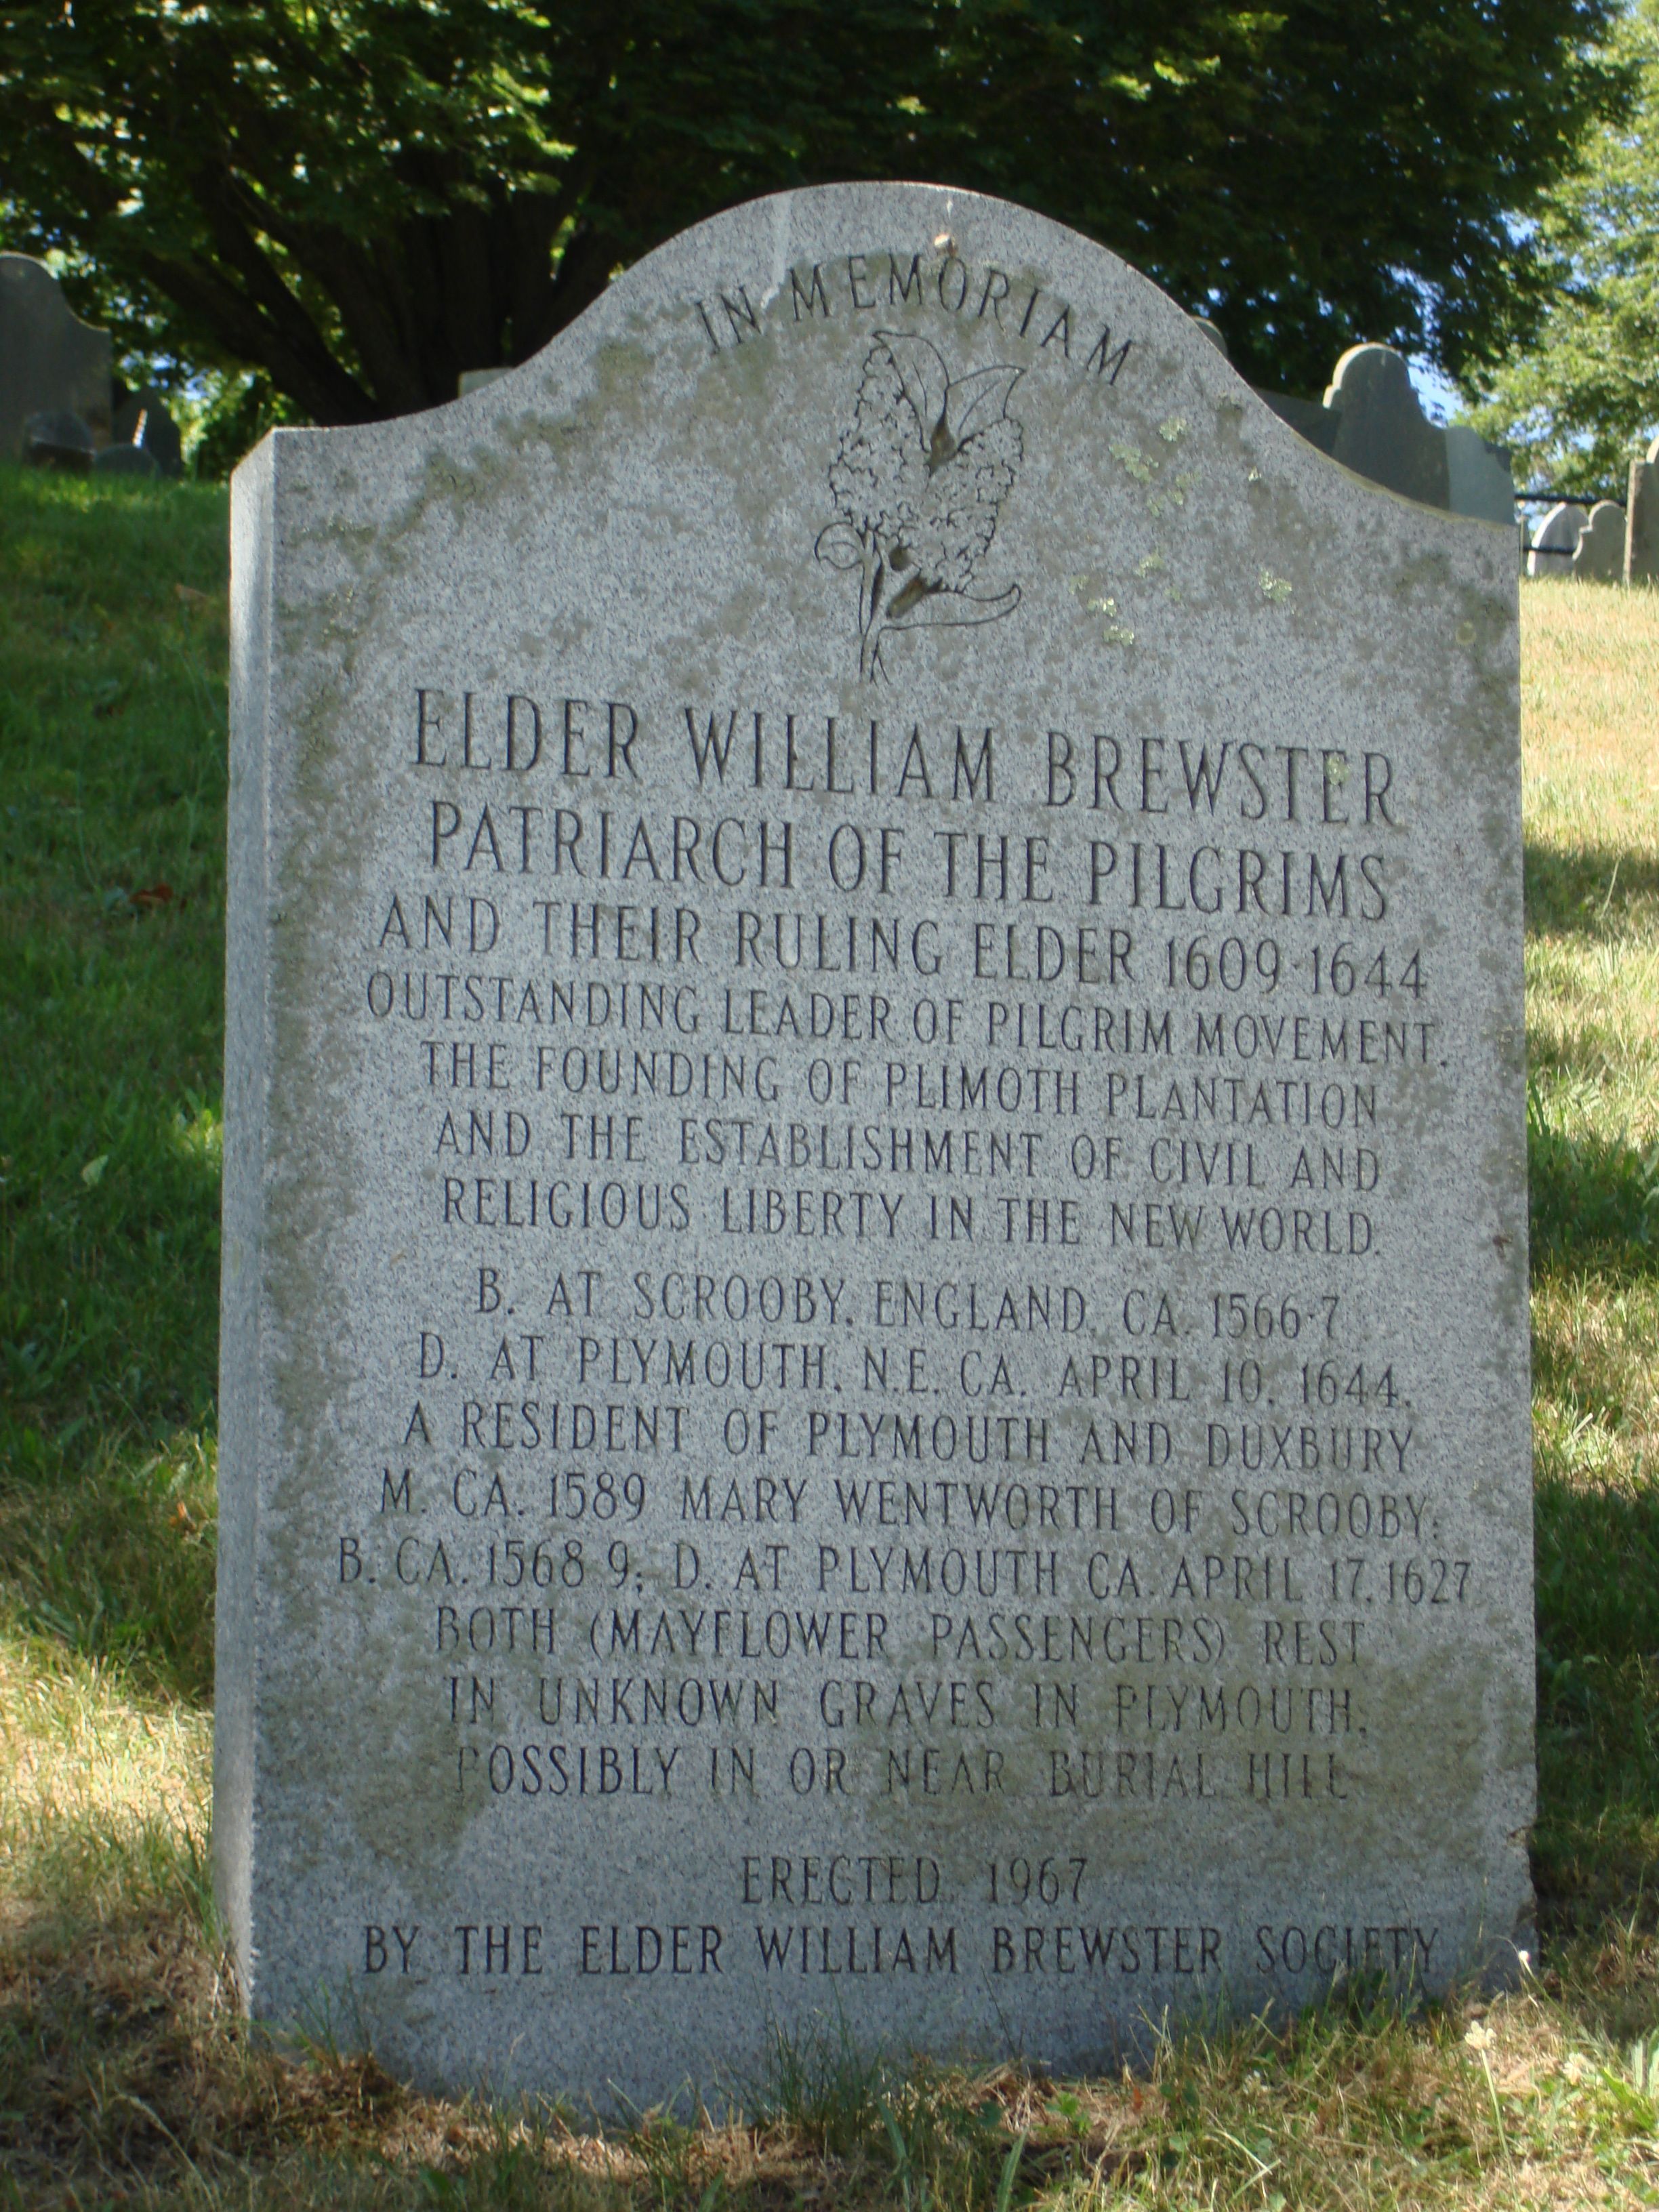 IN MEMORIAM
ELDER WILLIAM BREWSTER
PATRIARCH OF THE PILGRIMS
AND THEIR RULING ELDER 1609-1644
OUTSTANDING LEADER OF PILGRIM MOVEMENT.
THE FOUNDING OF PLIMOTH PLANTATION
AND THE ESTABLISHMENT OF CIVIL AND
RELIGIOUS LIBERTY IN THE NEW WORLD.
B. AT SCROOBY, ENGLAND, CA. 1566-7
D. AT PLYMOUTH, N.E. CA. APRIL 10, 1644.
A RESIDENT OF PLYMOUTH AND DUXBURY
M. CA. 1589 MARY WENTWORTH OF SCROOBY;
B. CA. 1568-9; D. AT PLYMOUTH CA. APRIL 17, 1627
BOTH (MAYFLOWER PASSENGERS) REST
IN UNKNOWN GRAVES IN PLYMOUTH,
POSSIBLY IN OR NEAR BURIAL HILL
ERECTED 1967
BY THE ELDER WILLIAM BREWSTER SOCIETY